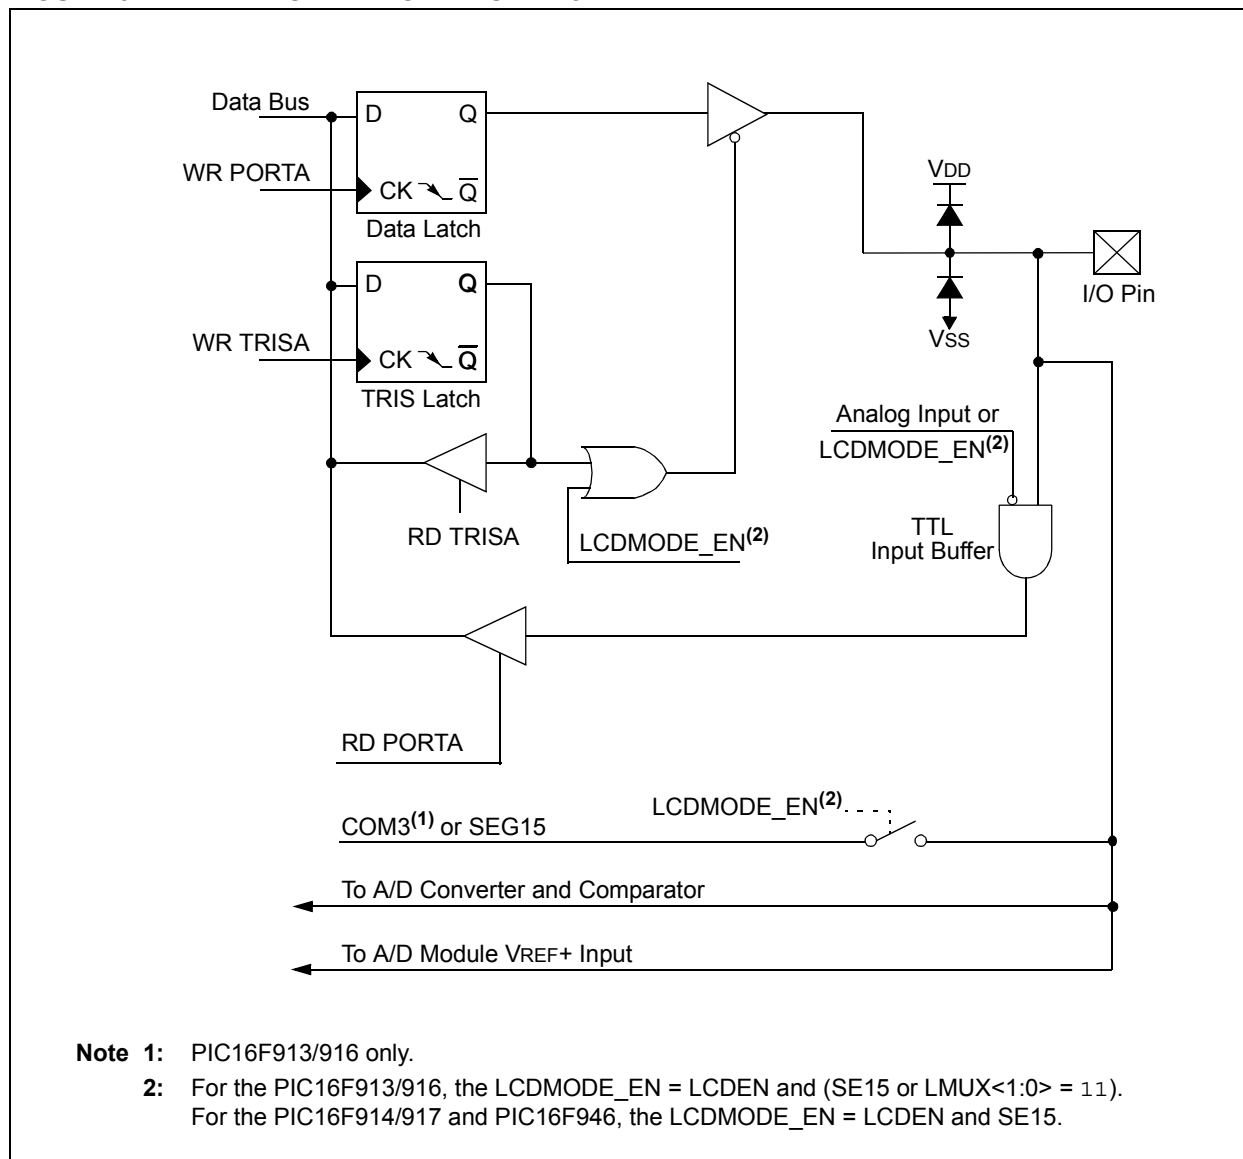 Data Bus
D Q
WR PORTA
CK Q
Data Latch
VDD
D Q
I/O Pin
WR TRISA
CK Q
VSS
TRIS Latch
Analog Input or
LCDMODE_EN(2)
RD TRISA
LCDMODE_EN(2)
TTL
Input Buffer
RD PORTA
LCDMODE_EN(2)
COM3(1) or SEG15
To A/D Converter and Comparator
To A/D Module VREF+ Input
Note 1: PIC16F913/916 only.
2: For the PIC16F913/916, the LCDMODE_EN = LCDEN and (SE15 or LMUX<1:0> = 11).
For the PIC16F914/917 and PIC16F946, the LCDMODE_EN = LCDEN and SE15.